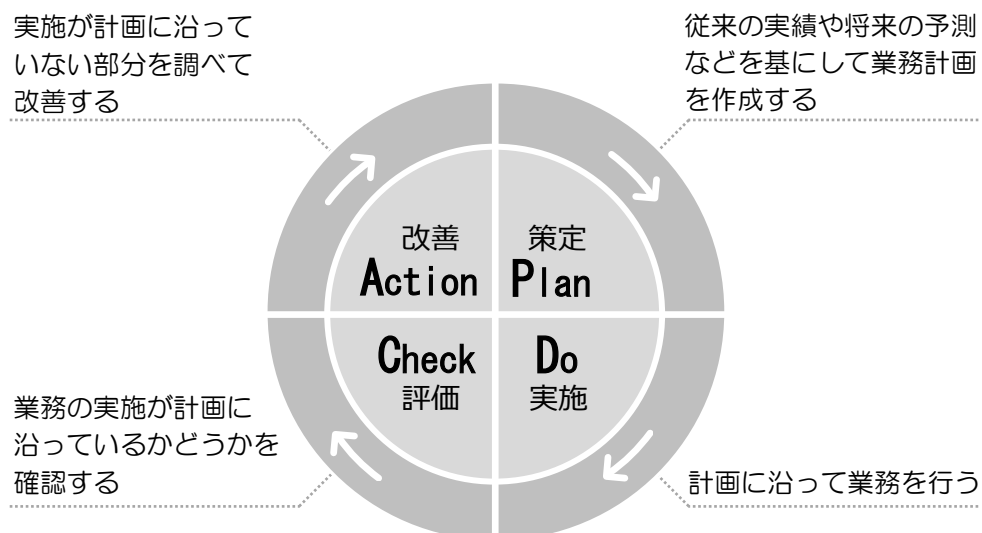 実施が計画に沿って
いない部分を調べて
改善する
従来の実績や将来の予測
などを基にして業務計画
を作成する
改善
Action
策定
Plan
Check
評価
Do
実施
業務の実施が計画に
沿っているかどうかを
確認する
計画に沿って業務を行う